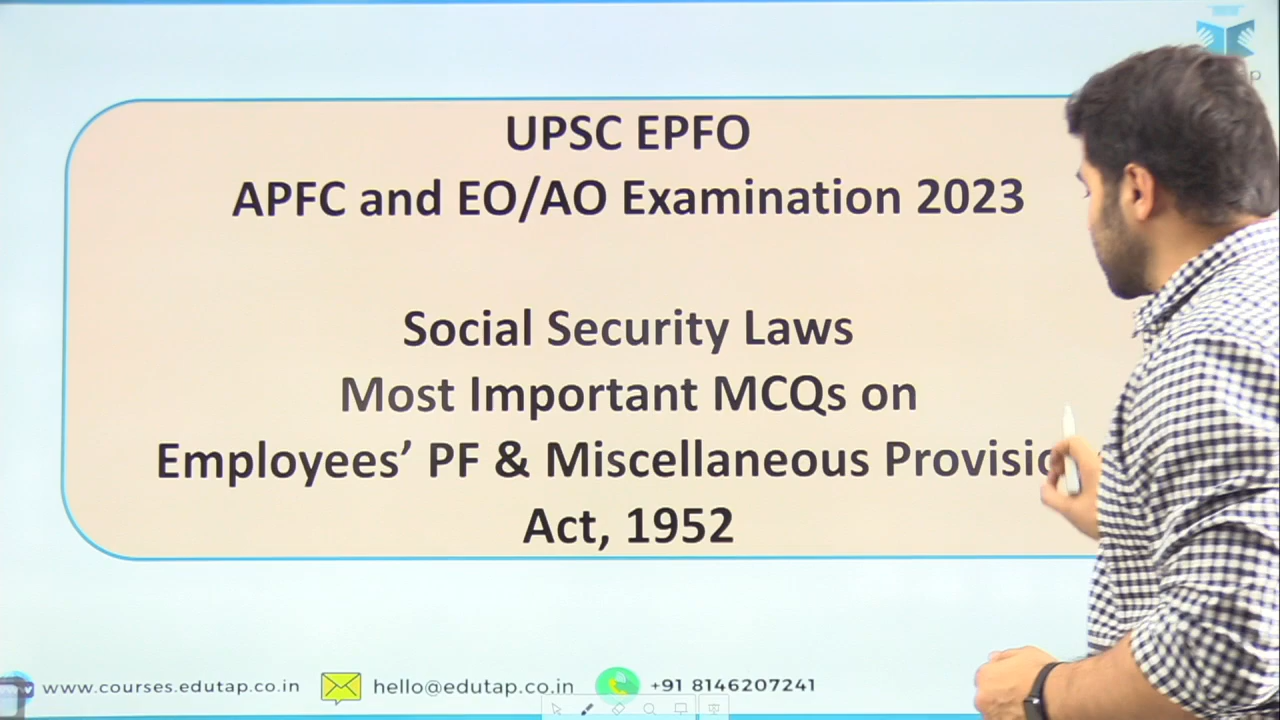 UPSC EPFO
APFC and EO/AO Examination 2023
Social Security Laws
Most Important MCQs on
Employees’ PF & Miscellaneous
Act, 1952
www.courses.edutap.co.in
hello@edutap.co.in
+91 8146207241